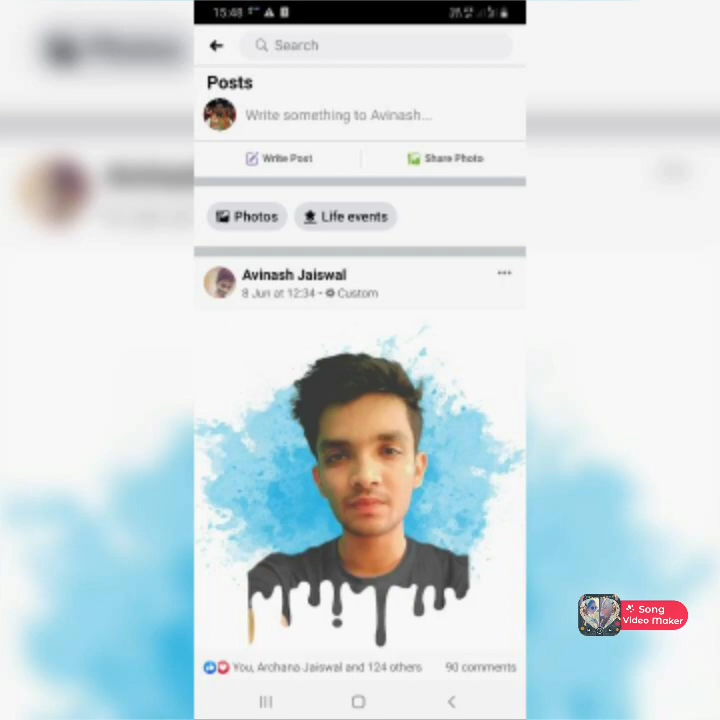 15:48
Search
Posts
Write something to Avinash...
Write Post
Share Photo
Photos
Life events
Avinash Jaiswal
8 Jun at 12:34 • Custom
You, Archana Jaiswal and 124 others
90 comments
Song
Video Maker